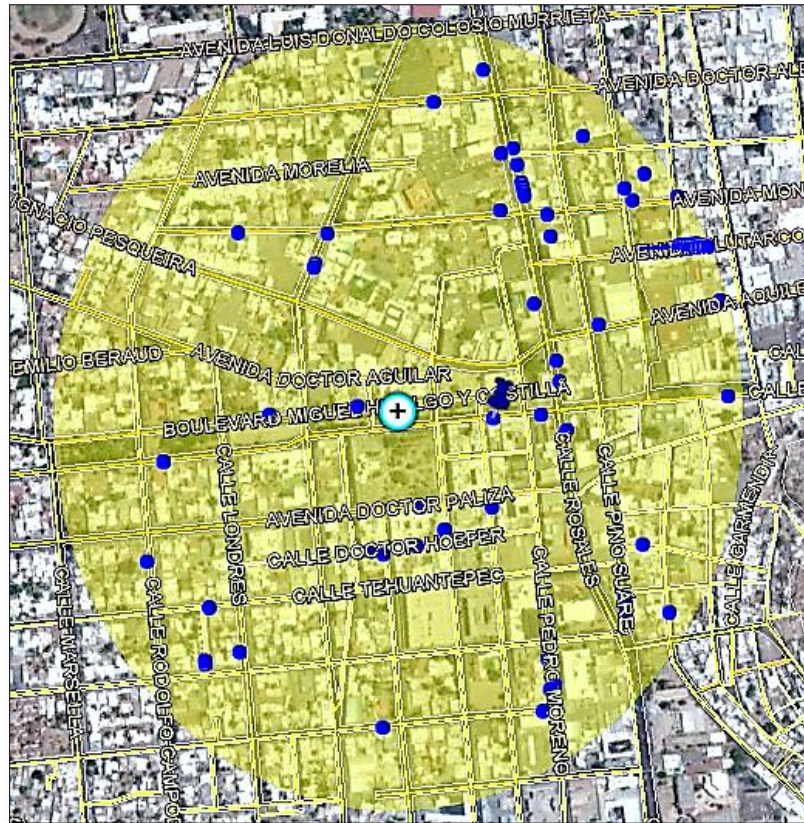 AVENIDA LUIS DONALDO COLOSIO MURRIETA
AVENIDA DOCTOR ALE
AVENIDA MORELIA
AVENIDA MON
IGNACIO PESQUEIRA
LUTARCO
AVENIDA AQUILE
EMILIO BERAUD
AVENIDA DOCTOR AGUILAR
CAL
CALLE
BOULEVARD MIGUEL HIDALGO Y COSTILLA
AVENIDA DOCTOR PALIZA
CALLE DOCTOR HOEFER
CALLE TEHUANTEPEC
CALLE LONDRES
CALLE ROSALES
CALLE PINO SUARE
CALLE GARMENDIA
CALLE MARSELLA
CALLE RODOLFO CAMPO
CALLE PEDRO MORENO